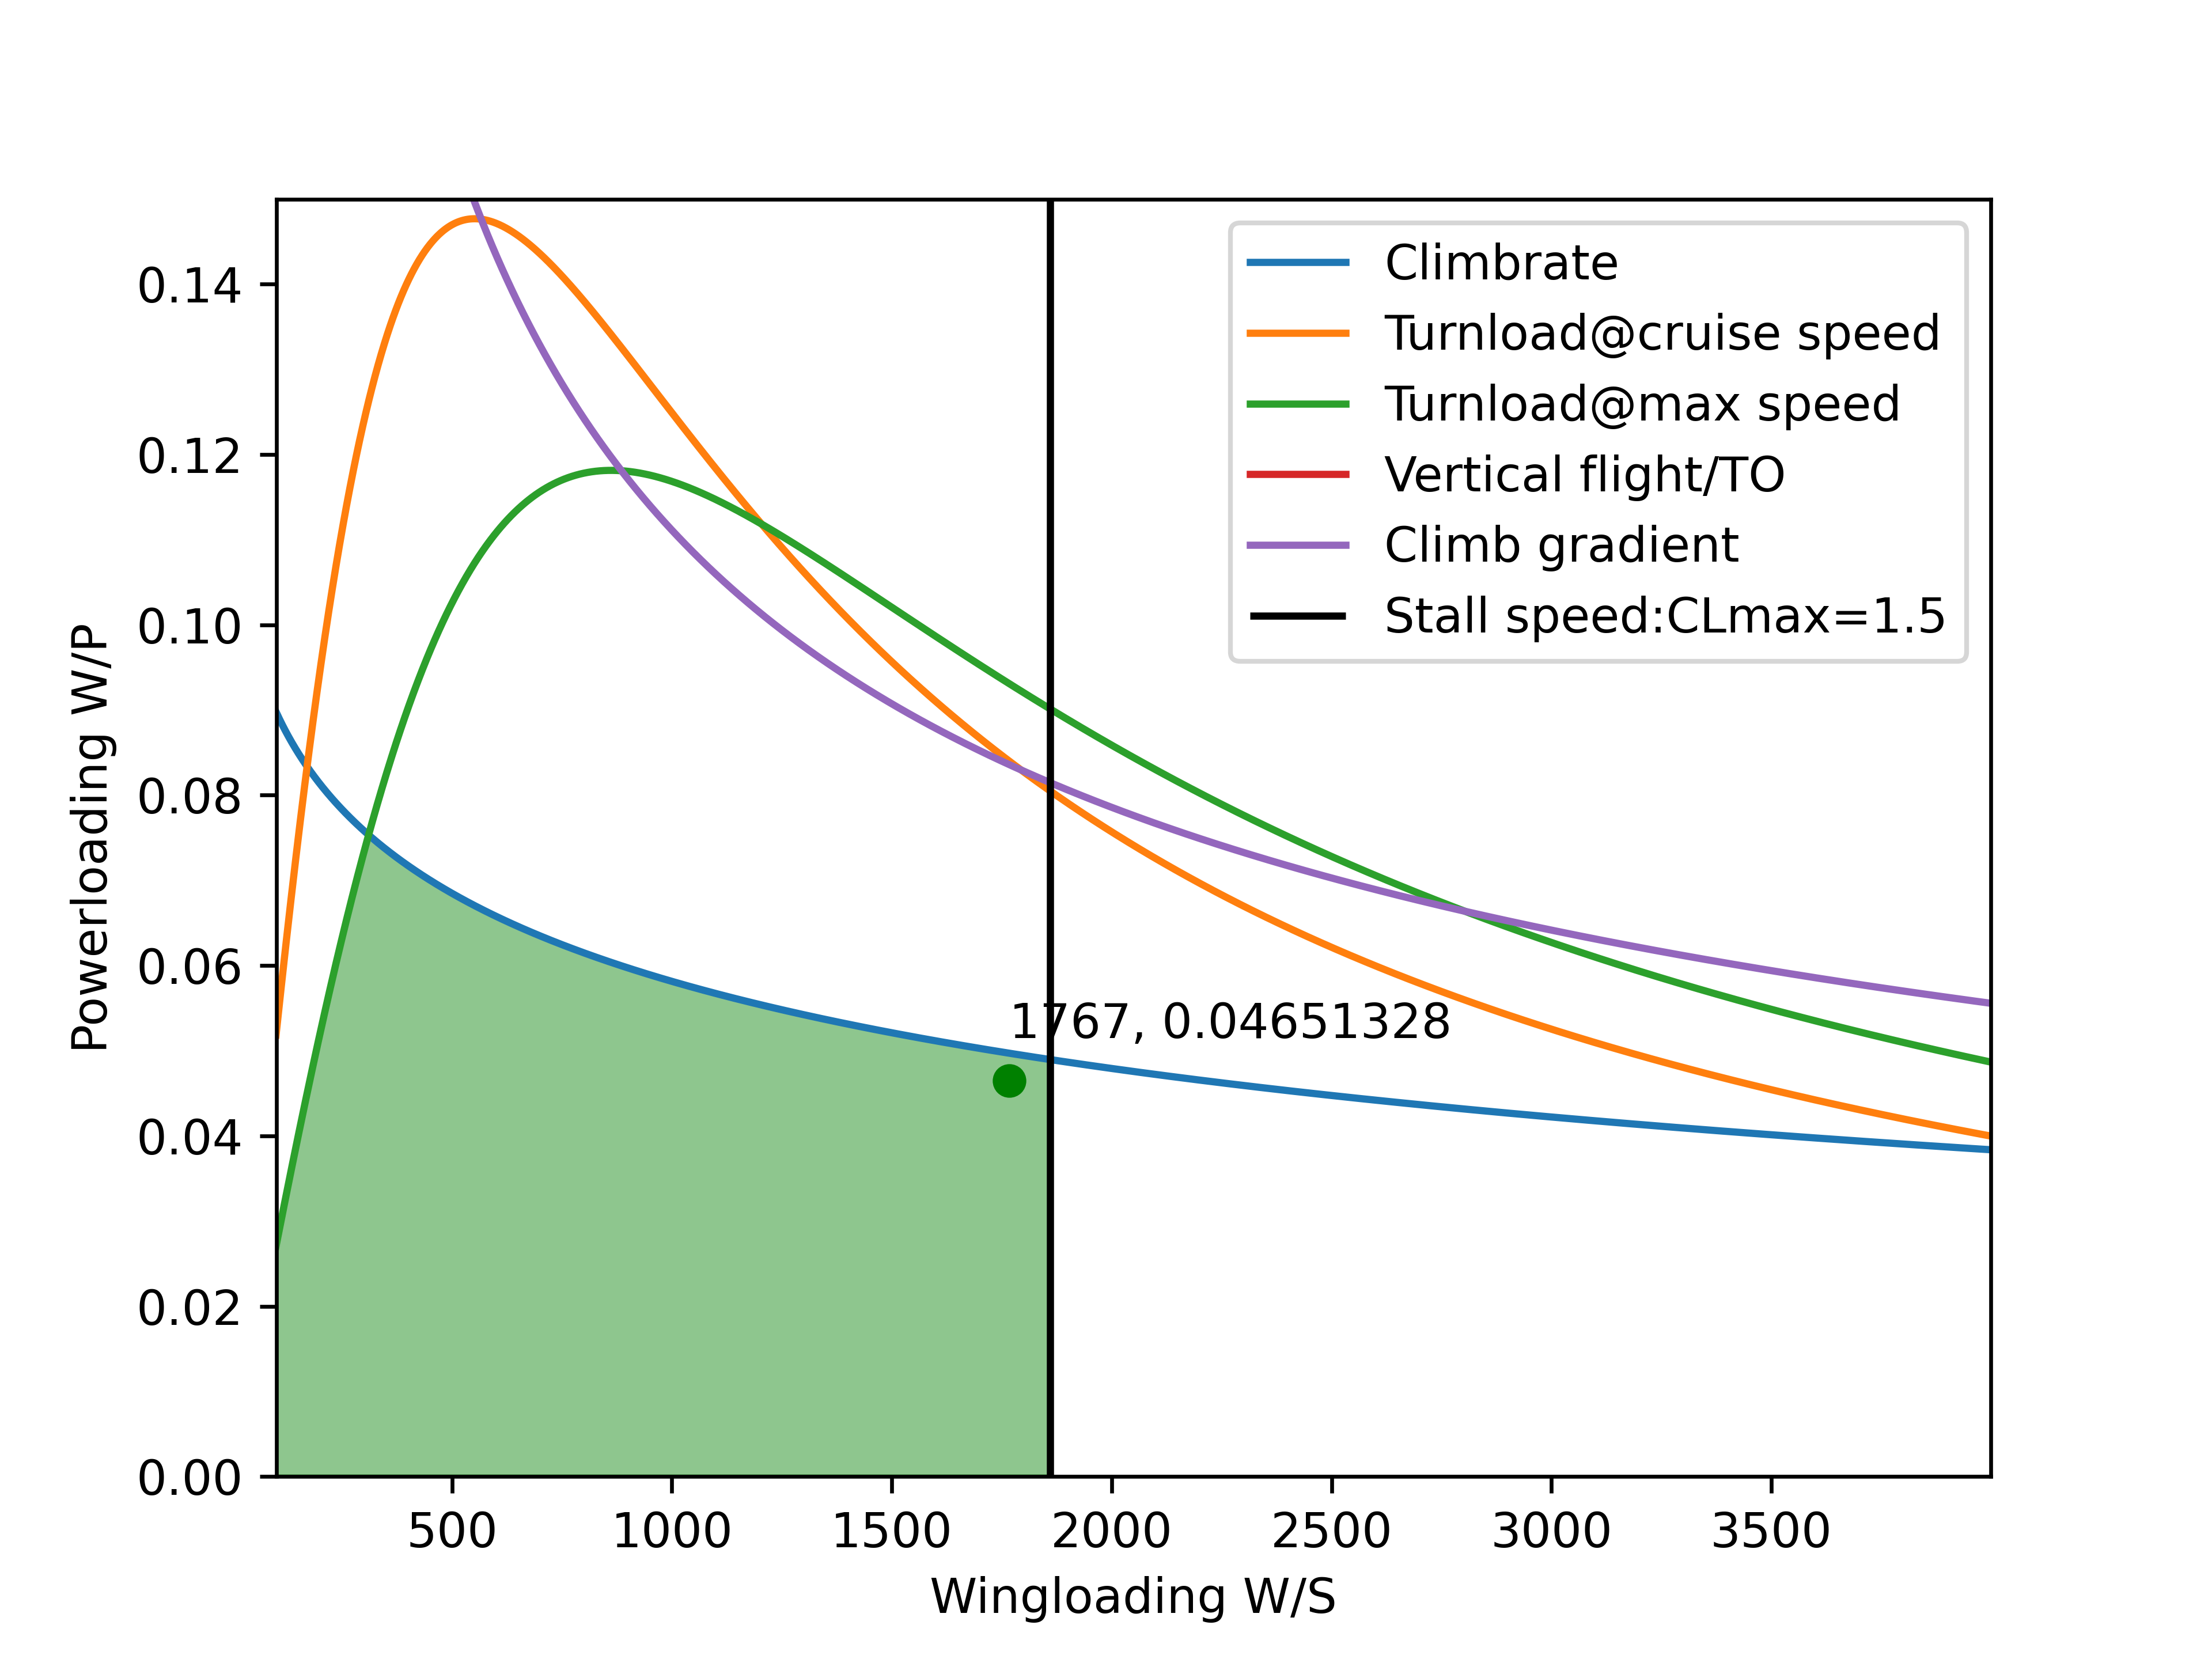 0.14
0.12
0.10
0.08
0.06
0.04
0.02
0.00
Powerloading W/P
Climbrate
Turnload@cruise speed
Turnload@max speed
Vertical flight/TO
Climb gradient
Stall speed:CLmax=1.5
1767, 0.04651328
500 1000 1500 2000 2500 3000 3500
Wingloading W/S